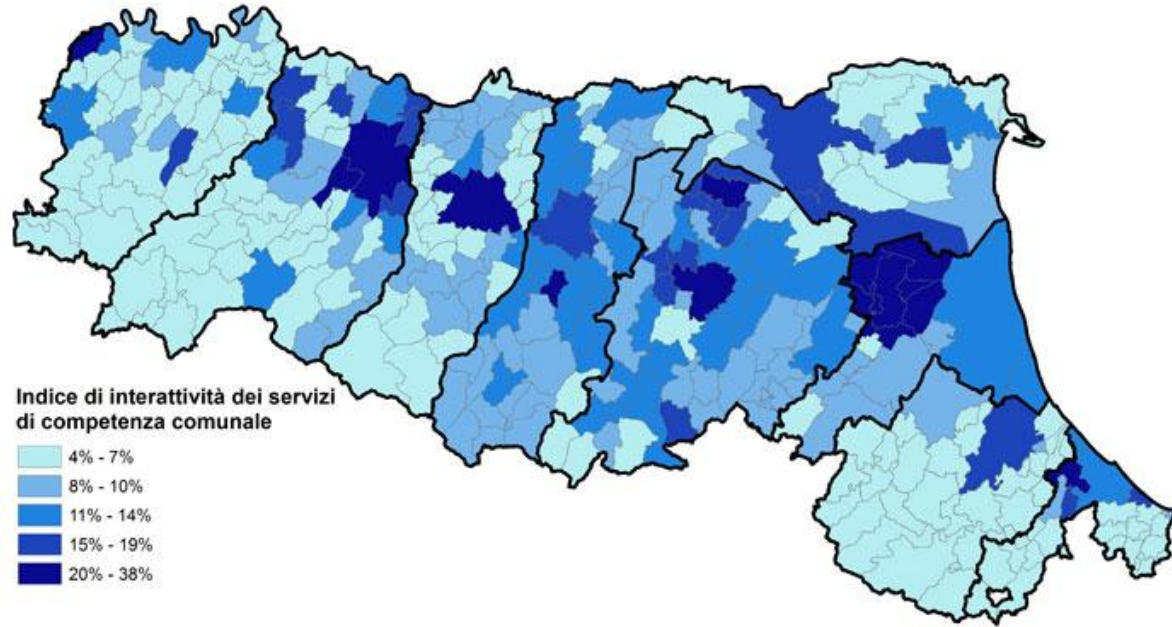 Indice di interattività dei servizi
di competenza comunale
4% - 7%
8% - 10%
11% - 14%
15% - 19%
20% - 38%